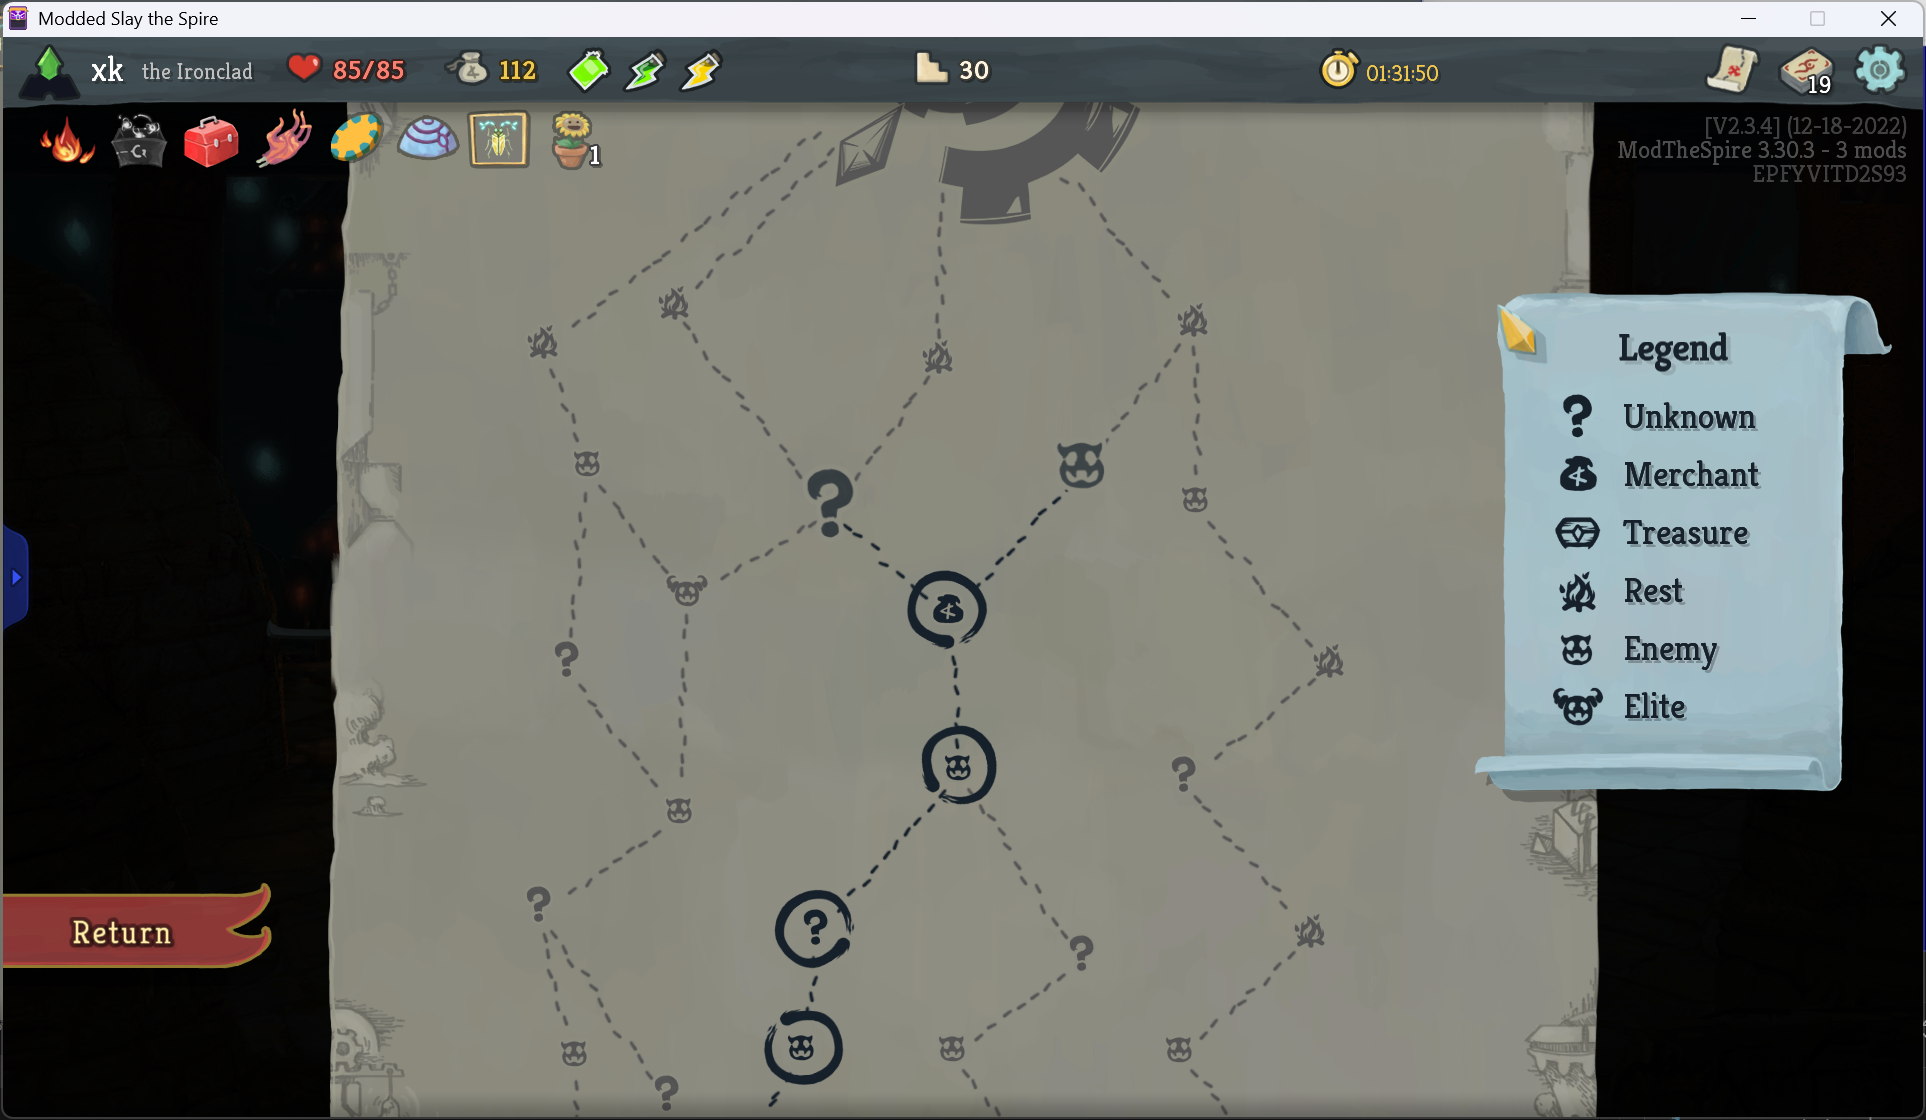 Modded Slay the Spire
xk the Ironclad 85/85 112 30 01:31:50 19
1
[V2.3.4] (12-18-2022)
ModTheSpire 3.30.3 - 3 mods
EPFYVITD2S93
Legend
Unknown
Merchant
Treasure
Rest
Enemy
Elite
Return